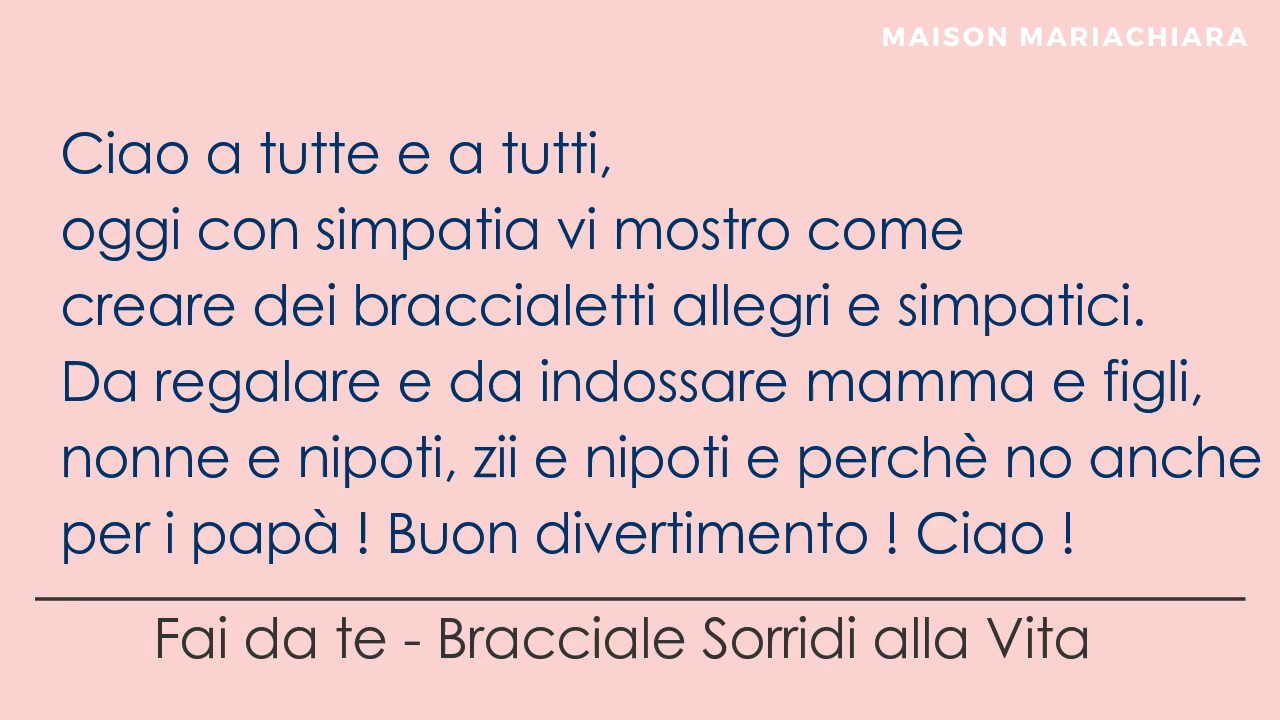 MAISON MARIACHIARA
Ciao a tutte e a tutti,
oggi con simpatia vi mostro come
creare dei braccialetti allegri e simpatici.
Da regalare e da indossare mamma e figli,
nonne e nipoti, zii e nipoti e perchè no anche
per i papà ! Buon divertimento ! Ciao !
Fai da te - Bracciale Sorridi alla Vita